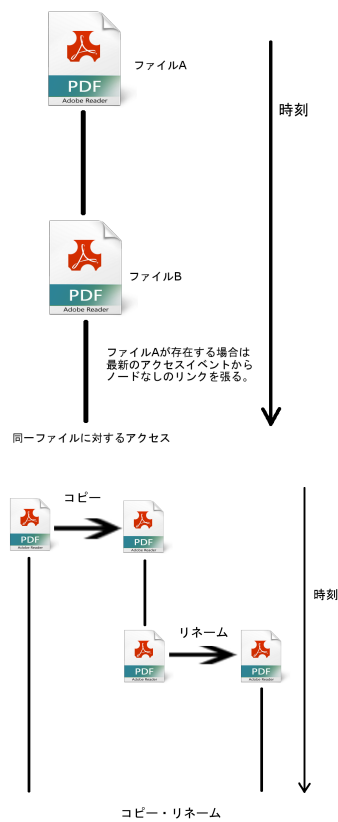 PDF
Adobe Reader
ファイルA
時刻
PDF
Adobe Reader
ファイルB
ファイルAが存在する場合は
最新のアクセスイベントから
ノードなしのリンクを張る。
同一ファイルに対するアクセス
コピー
PDF
Adobe Reader
PDF
Adobe Reader
時刻
リネーム
PDF
Adobe Reader
PDF
Adobe Reader
コピー・リネーム